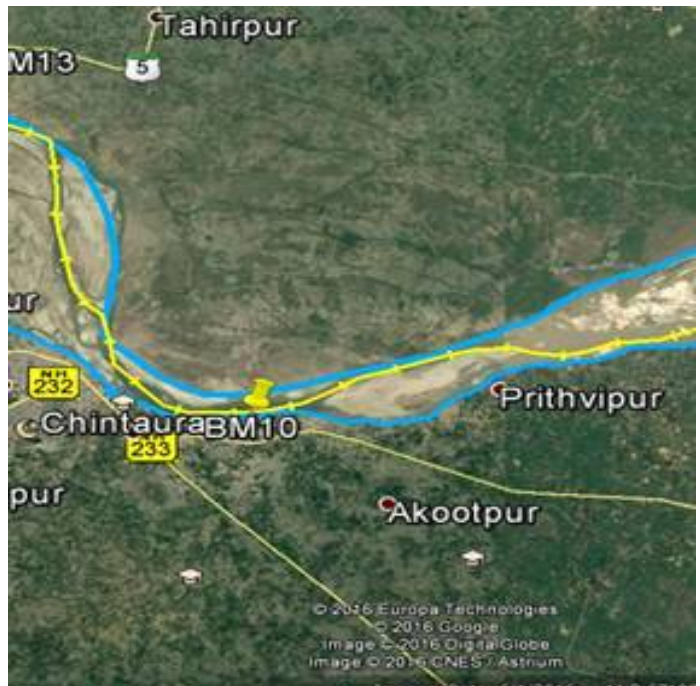 Tahirpur
M13
5
ur
NH
232
Chintaura
BM10
233
Prithvipur
pur
Akootpur
© 2016 Europa Technologies
© 2016 Google
Image © 2016 DigitalGlobe
Image © 2016 CNES / Astrium